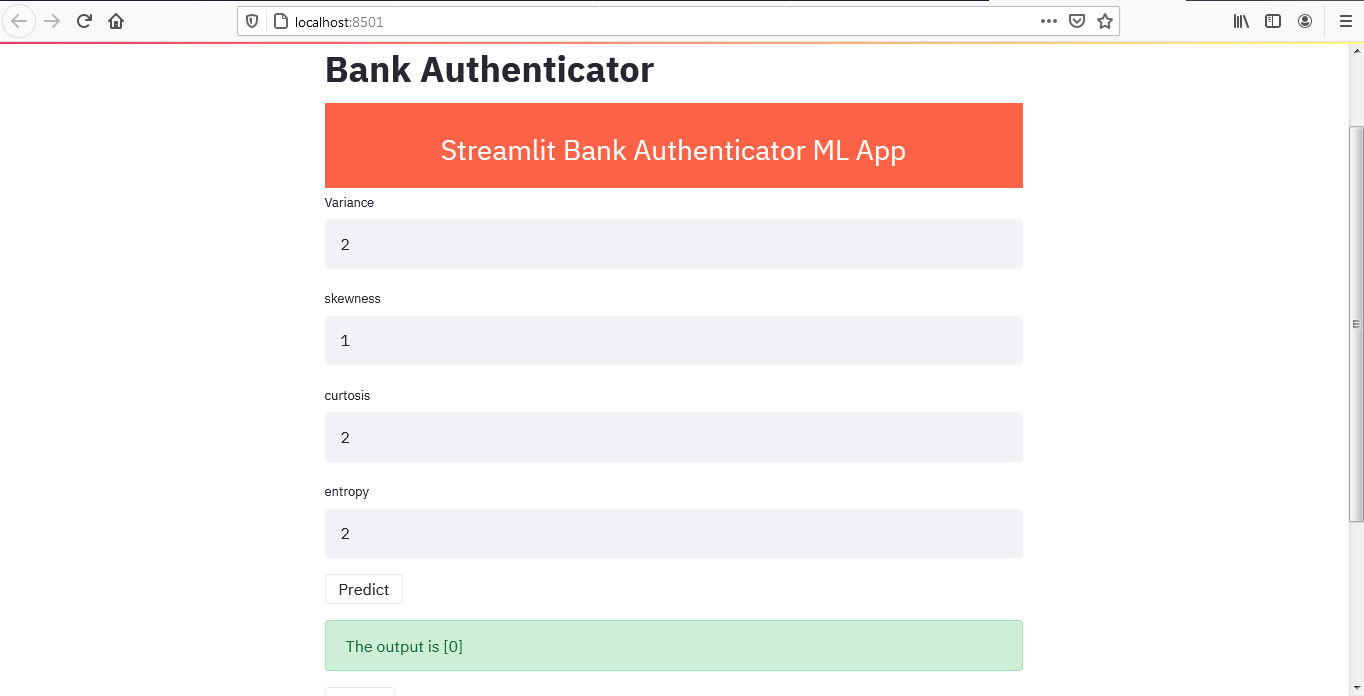 localhost:8501
Bank Authenticator
Streamlit Bank Authenticator ML App
Variance
2
skewness
1
curtosis
2
entropy
2
Predict
The output is [0]